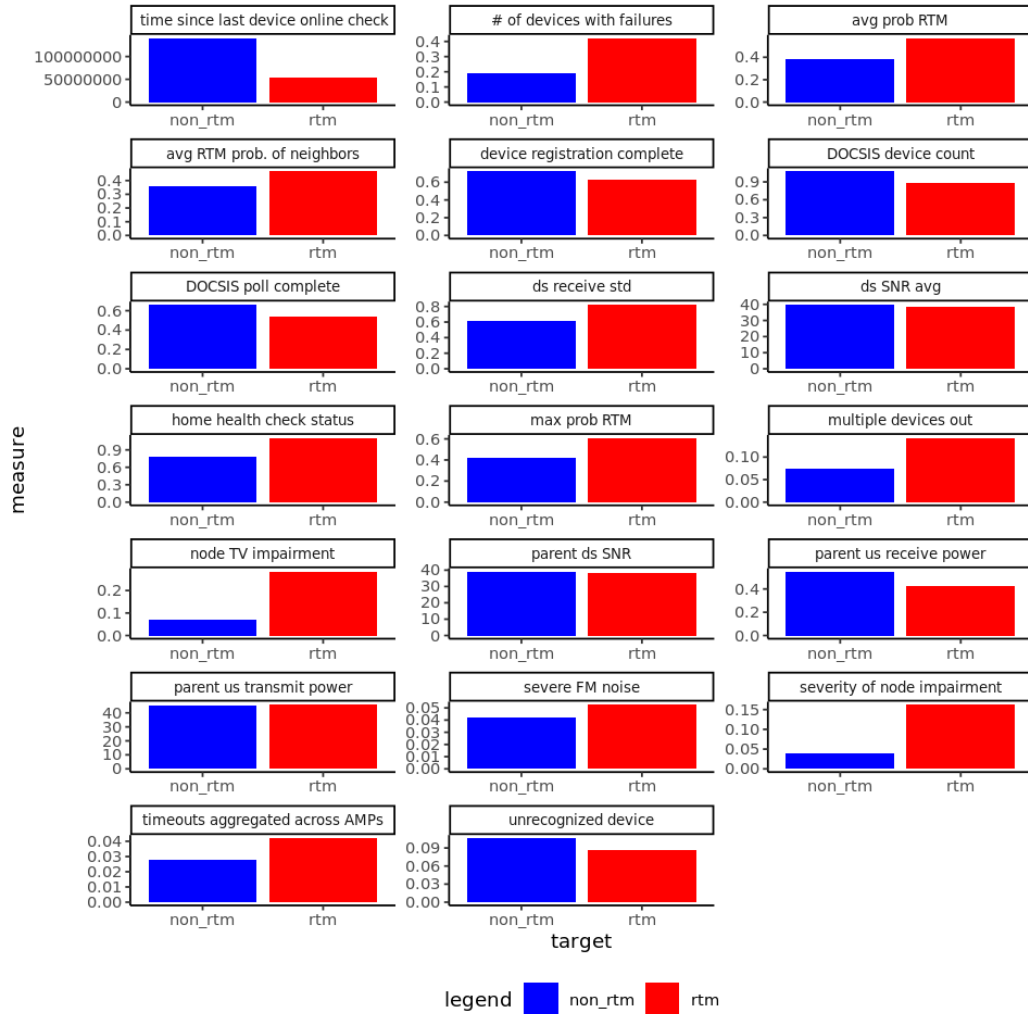 time since last device online check
# of devices with failures
avg prob RTM
100000000
50000000
0
0.4
0.3
0.2
0.1
0.0
0.4
0.2
0.0
non_rtm rtm
non_rtm rtm
non_rtm rtm
avg RTM prob. of neighbors
device registration complete
DOCSIS device count
0.4
0.3
0.2
0.1
0.0
0.6
0.4
0.2
0.0
0.9
0.6
0.3
0.0
non_rtm rtm
non_rtm rtm
non_rtm rtm
DOCSIS poll complete
ds receive std
ds SNR avg
0.6
0.4
0.2
0.0
0.8
0.6
0.4
0.2
0.0
40
30
20
10
0
non_rtm rtm
non_rtm rtm
non_rtm rtm
measure
home health check status
max prob RTM
multiple devices out
0.9
0.6
0.3
0.0
0.6
0.4
0.2
0.0
0.10
0.05
0.00
non_rtm rtm
non_rtm rtm
non_rtm rtm
node TV impairment
parent ds SNR
parent us receive power
0.2
0.1
0.0
40
30
20
10
0
0.4
0.2
0.0
non_rtm rtm
non_rtm rtm
non_rtm rtm
parent us transmit power
severe FM noise
severity of node impairment
40
30
20
10
0
0.05
0.04
0.03
0.02
0.01
0.00
0.15
0.10
0.05
0.00
non_rtm rtm
non_rtm rtm
non_rtm rtm
timeouts aggregated across AMPs
unrecognized device
0.04
0.03
0.02
0.01
0.00
0.09
0.06
0.03
0.00
non_rtm rtm
non_rtm rtm
target
legend non_rtm rtm